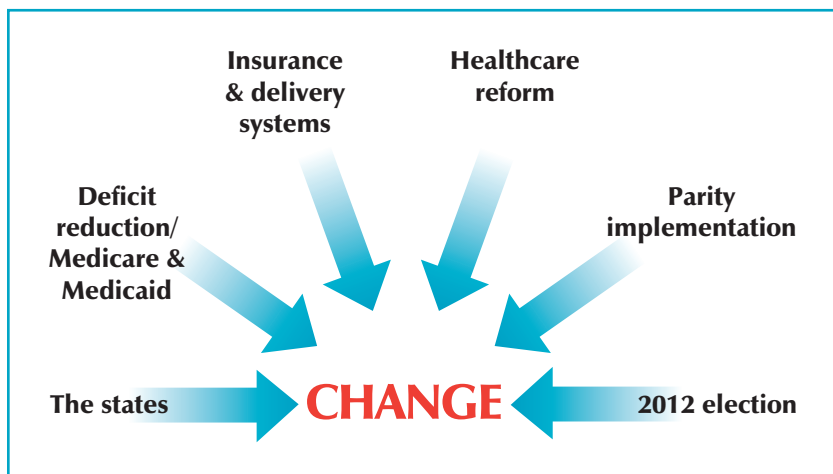 Insurance
& delivery
systems
Healthcare
reform
Deficit
reduction/
Medicare &
Medicaid
Parity
implementation
The states
CHANGE
2012 election